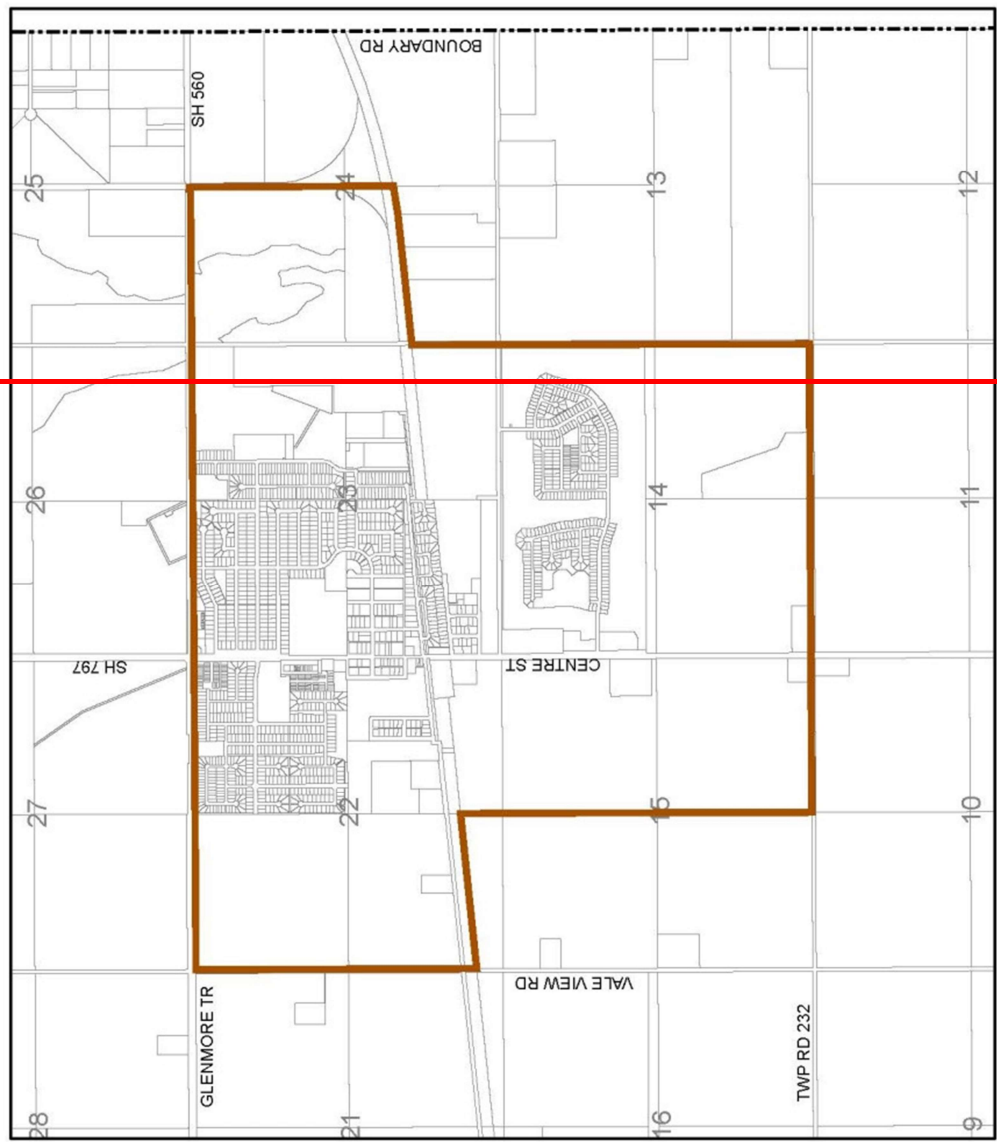 BOUNDARY RD
SH 560
25
24
13
12
26
23
14
11
SH 797
CENTRE ST
27
22
15
10
VALE VIEW RD
GLENMORE TR
TWP RD 232
28
21
16
9